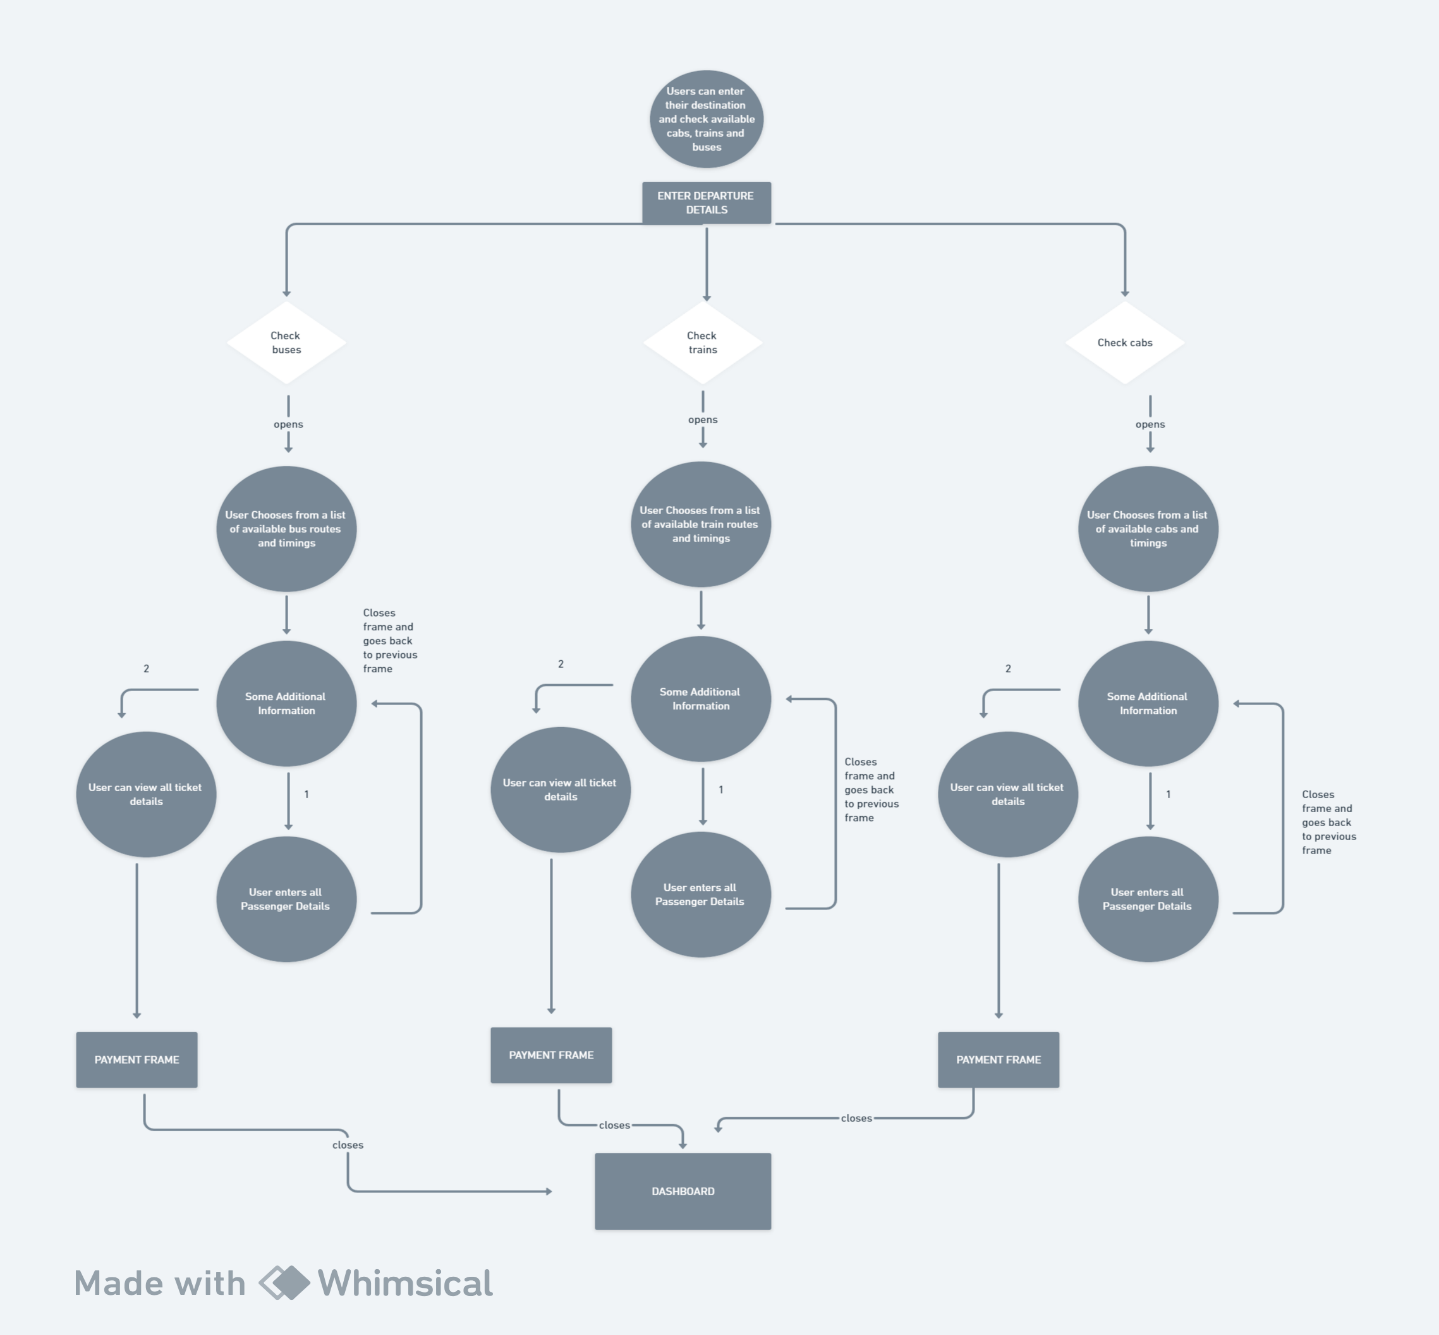 Users can enter
their destination
and check available
cabs, trains and
buses
ENTER DEPARTURE
DETAILS
Check
buses
Check
trains
Check cabs
opens
opens
opens
User Chooses from a list
of available bus routes
and timings
User Chooses from a list
of available train routes
and timings
User Chooses from a list
of available cabs and
timings
Closes
frame and
goes back
to previous
frame
2
Some Additional
Information
2
Some Additional
Information
2
Some Additional
Information
User can view all ticket
details
1
User can view all ticket
details
1
Closes
frame and
goes back
to previous
frame
User can view all ticket
details
1
Closes
frame and
goes back
to previous
frame
User enters all
Passenger Details
User enters all
Passenger Details
User enters all
Passenger Details
PAYMENT FRAME
PAYMENT FRAME
PAYMENT FRAME
closes
closes
closes
DASHBOARD
Made with Whimsical